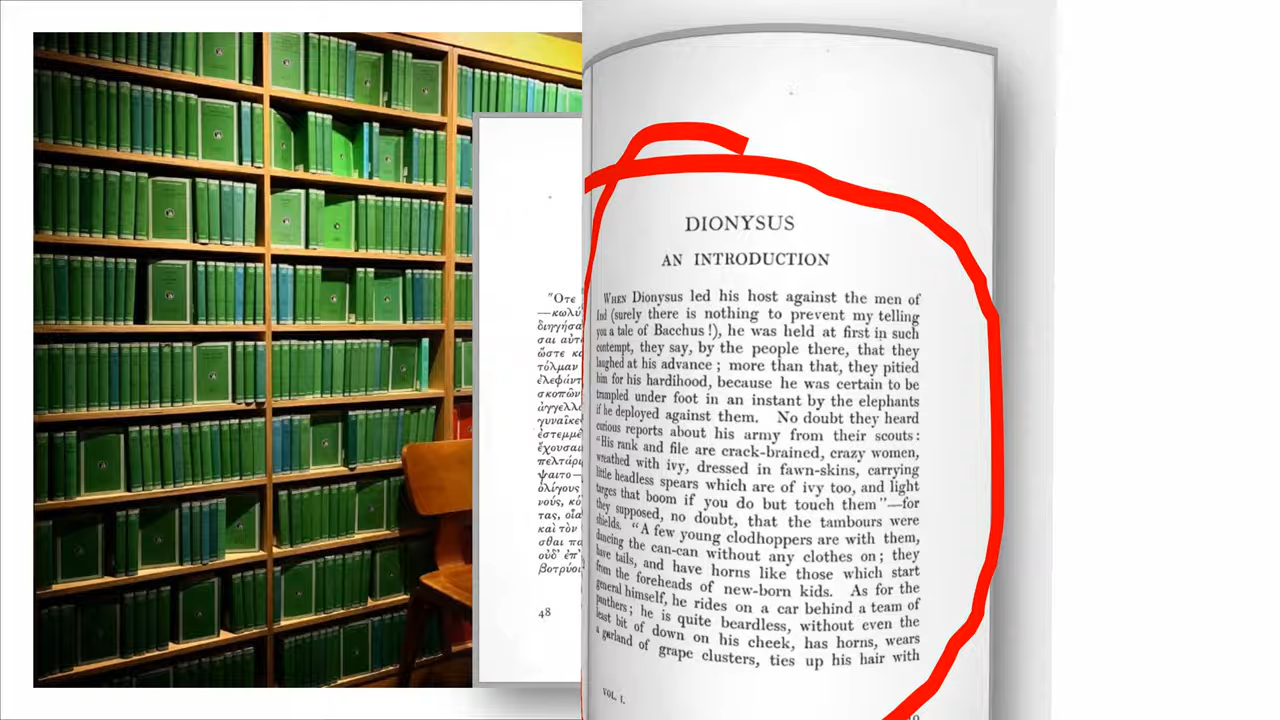 "Οτε
—κωλύ
διηγήσα
σαι αὐτ
ὥστε κα
τόλμαν
ἐλεφάντ
σκοπῶν
ἀγγελλ
γυναῖκε
ἐστεμμέ
ἔχουσαι
πελτάρι
ψαιτο—
ὀλίγους
νούς, κό
τας, οἷα
καὶ τὸν
σθαι πα
οὐδ' ἐπ'
βοτρύοι
48
DIONYSUS
AN INTRODUCTION
WHEN Dionysus led his host against the men of
Ind (surely there is nothing to prevent my telling
you a tale of Bacchus!), he was held at first in such
contempt, they say, by the people there, that they
laughed at his advance; more than that, they pitied
him for his hardihood, because he was certain to be
trampled under foot in an instant by the elephants
if he deployed against them. No doubt they heard
curious reports about his army from their scouts:
"His rank and file are crack-brained, crazy women,
wreathed with ivy, dressed in fawn-skins, carrying
little headless spears which are of ivy too, and light
targes that boom if you do but touch them"—for
they supposed, no doubt, that the tambours were
shields. "A few young clodhoppers are with them,
dancing the can-can without any clothes on; they
have tails, and have horns like those which start
from the foreheads of new-born kids. As for the
general himself, he rides on a car behind a team of
panthers; he is quite beardless, without even the
least bit of down on his cheek, has horns, wears
a garland of grape clusters, ties up his hair with
VOL. I.